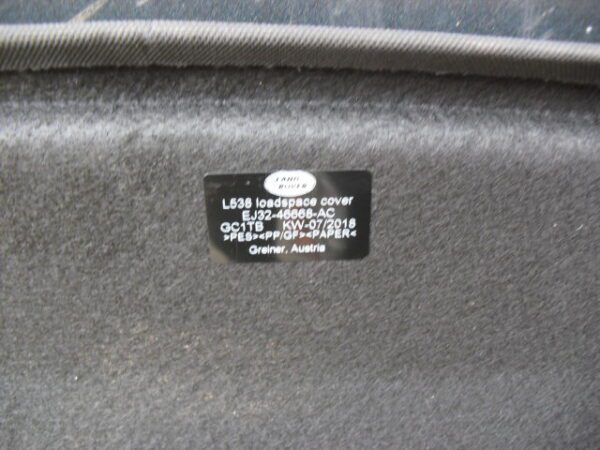 LAND
ROVER
L538 loadspace cover
EJ32-46668-AC
GC1TB KW-07/2018
>PES<>PP/GF<>PAPER<
Greiner, Austria